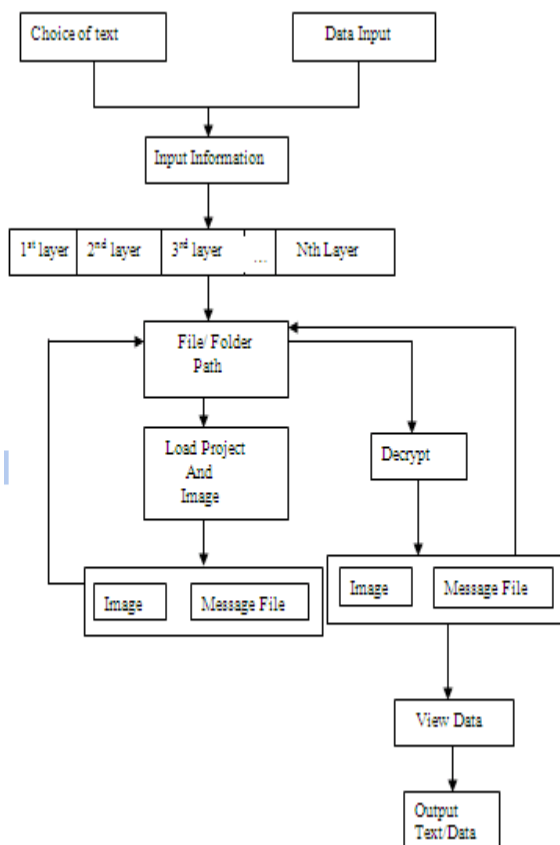 Choice of text
Data Input
Input Information
1st layer
2nd layer
3rd layer
...
Nth Layer
File/ Folder
Path
Load Project
And
Image
Decrypt
Image
Message File
Image
Message File
View Data
Output
Text/Data